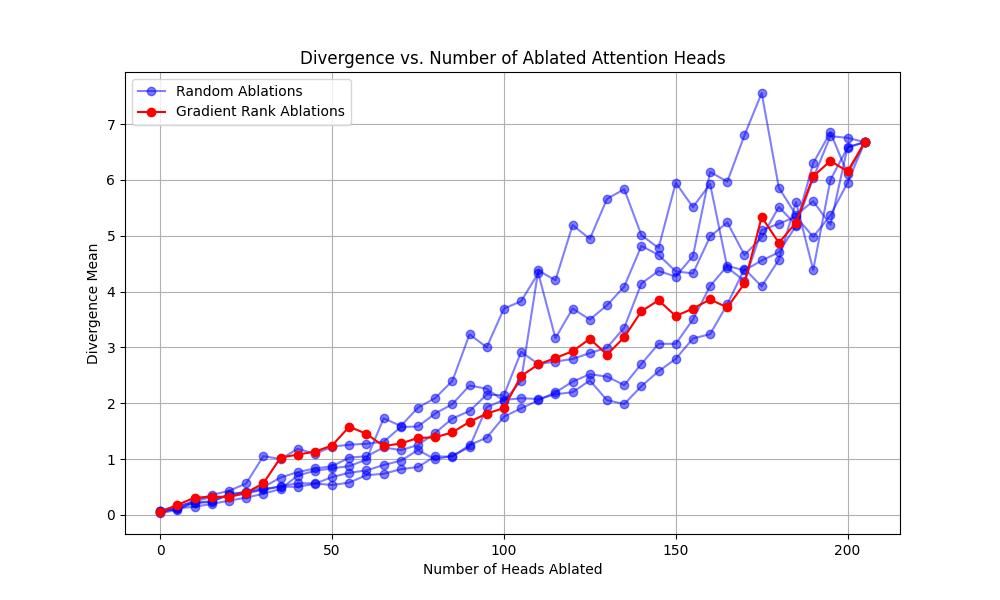 Divergence vs. Number of Ablated Attention Heads
Random Ablations
Gradient Rank Ablations
Divergence Mean
7
6
5
4
3
2
1
0
0 50 100 150 200
Number of Heads Ablated